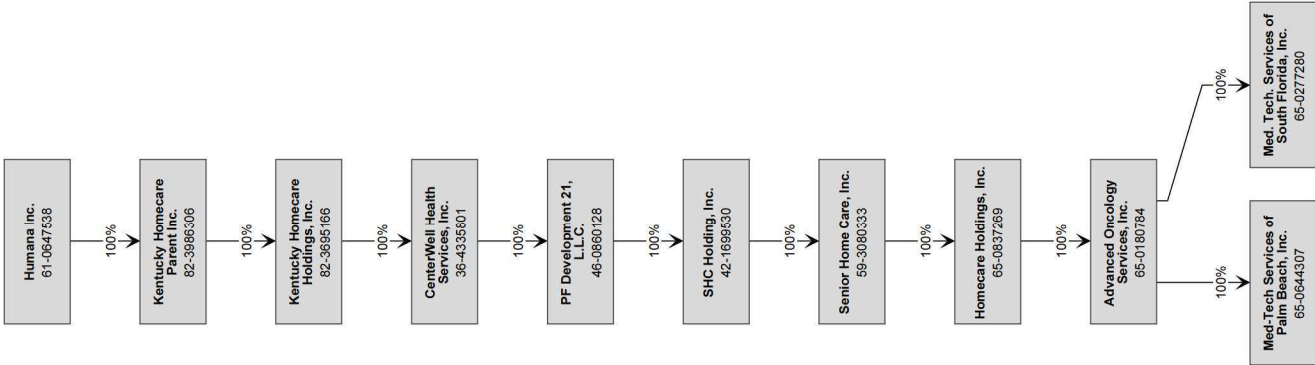 Humana inc.
61-0647538
100%
Kentucky Homecare
Parent Inc.
82-3986306
100%
Kentucky Homecare
Holdings, Inc.
82-3695166
100%
CenterWell Health
Services, Inc.
36-4335801
100%
PF Development 21,
L.L.C.
46-0860128
100%
SHC Holding, Inc.
42-1699530
100%
Senior Home Care, Inc.
59-3080333
100%
Homecare Holdings, Inc.
65-0837269
100%
Advanced Oncology
Services, Inc.
65-0180784
100%
Med-Tech Services of
Palm Beach, Inc.
65-0644307
100%
Med. Tech. Services of
South Florida, Inc.
65-0277280